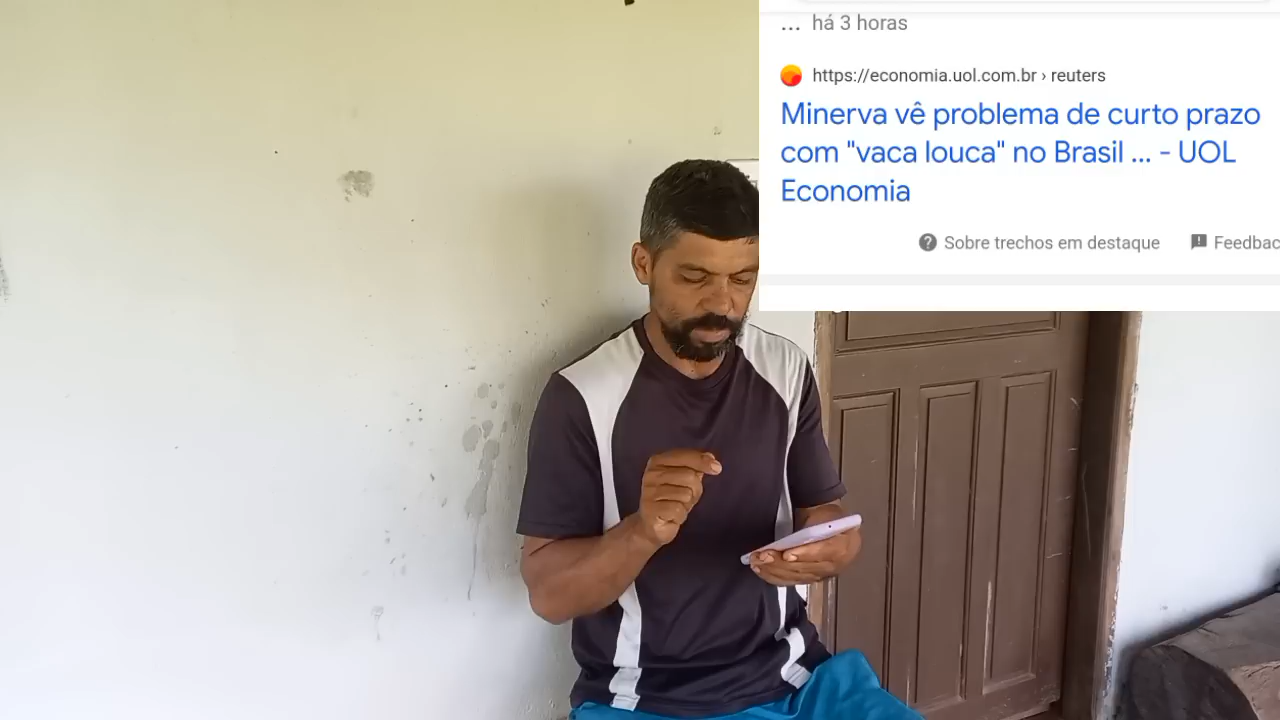 ... há 3 horas
https://economia.uol.com.br › reuters
Minerva vê problema de curto prazo
com "vaca louca" no Brasil ... - UOL
Economia
Sobre trechos em destaque
Feedbac